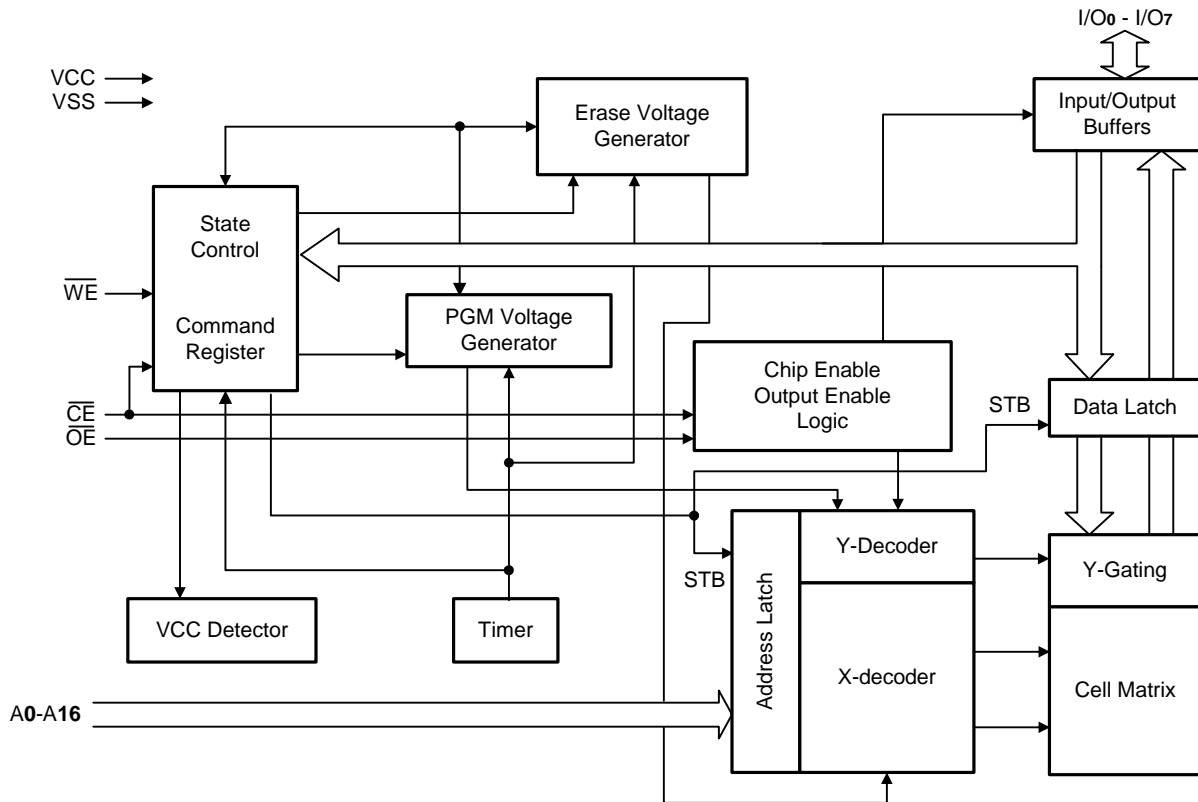 I/O0 - I/O7
VCC
VSS
Erase Voltage
Generator
Input/Output
Buffers
State
Control
WE
Command
Register
PGM Voltage
Generator
Chip Enable
Output Enable
Logic
CE
OE
STB
Data Latch
Y-Decoder
Y-Gating
STB
VCC Detector
Timer
Address Latch
X-decoder
Cell Matrix
A0-A16